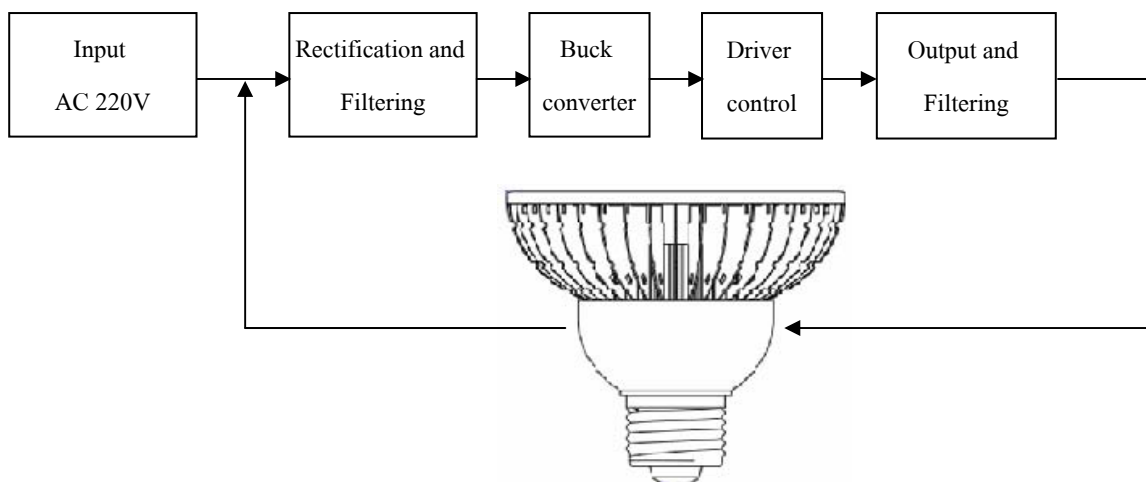 Input
AC 220V
Rectification and
Filtering
Buck
converter
Driver
control
Output and
Filtering